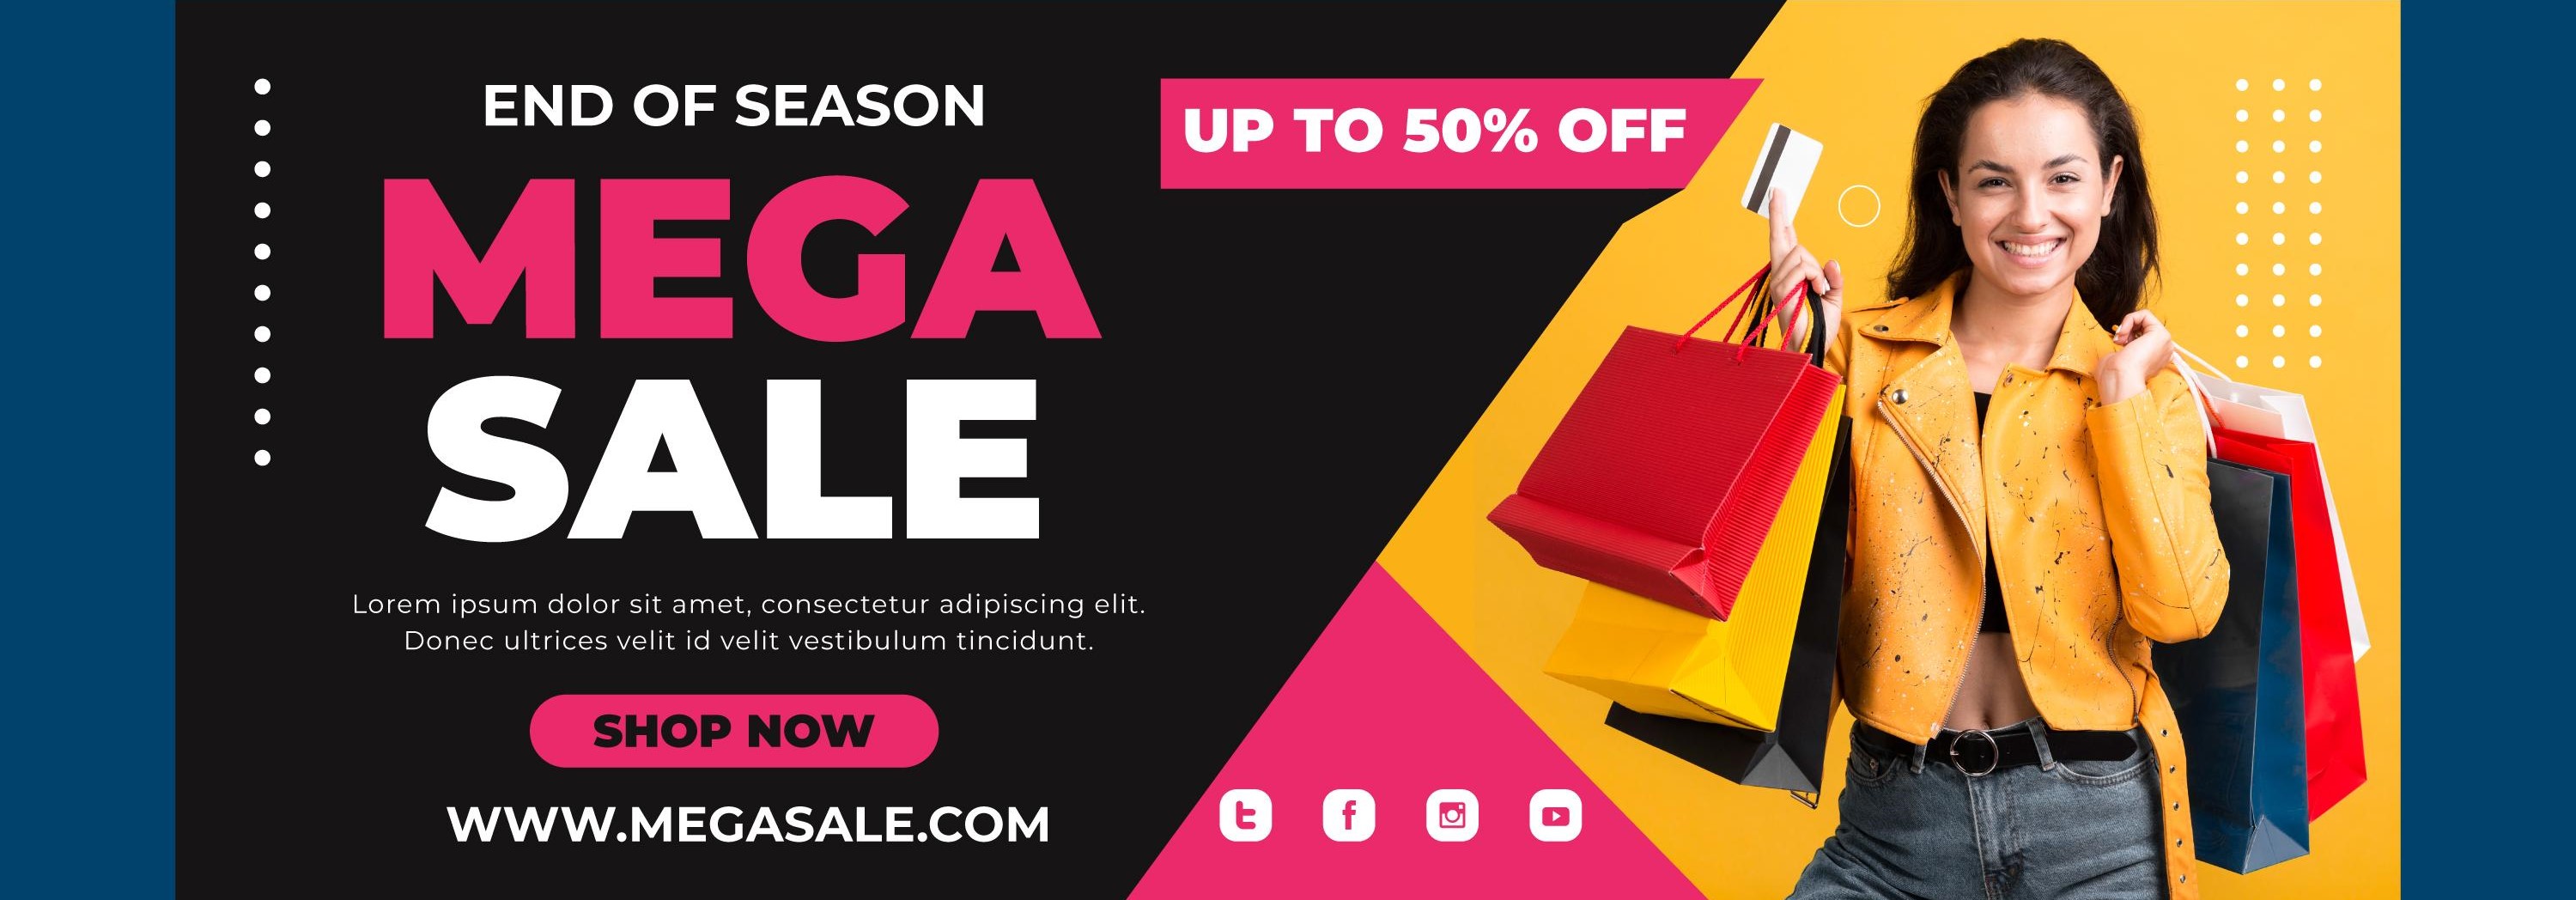 END OF SEASON
MEGA
SALE
UP TO 50% OFF
Lorem ipsum dolor sit amet, consectetur adipiscing elit.
Donec ultrices velit id velit vestibulum tincidunt.
SHOP NOW
WWW.MEGASALE.COM